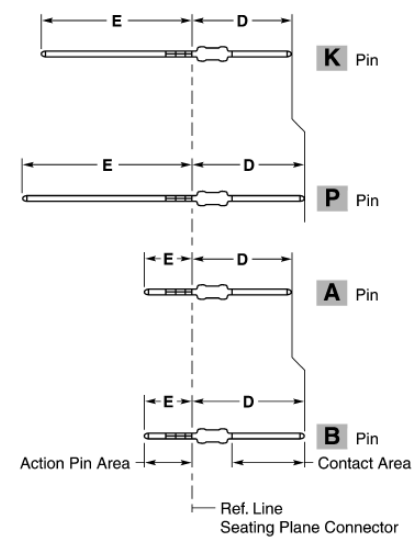 E D
K Pin
E D
P Pin
E D
A Pin
E D
B Pin
Action Pin Area
Contact Area
Ref. Line
Seating Plane Connector